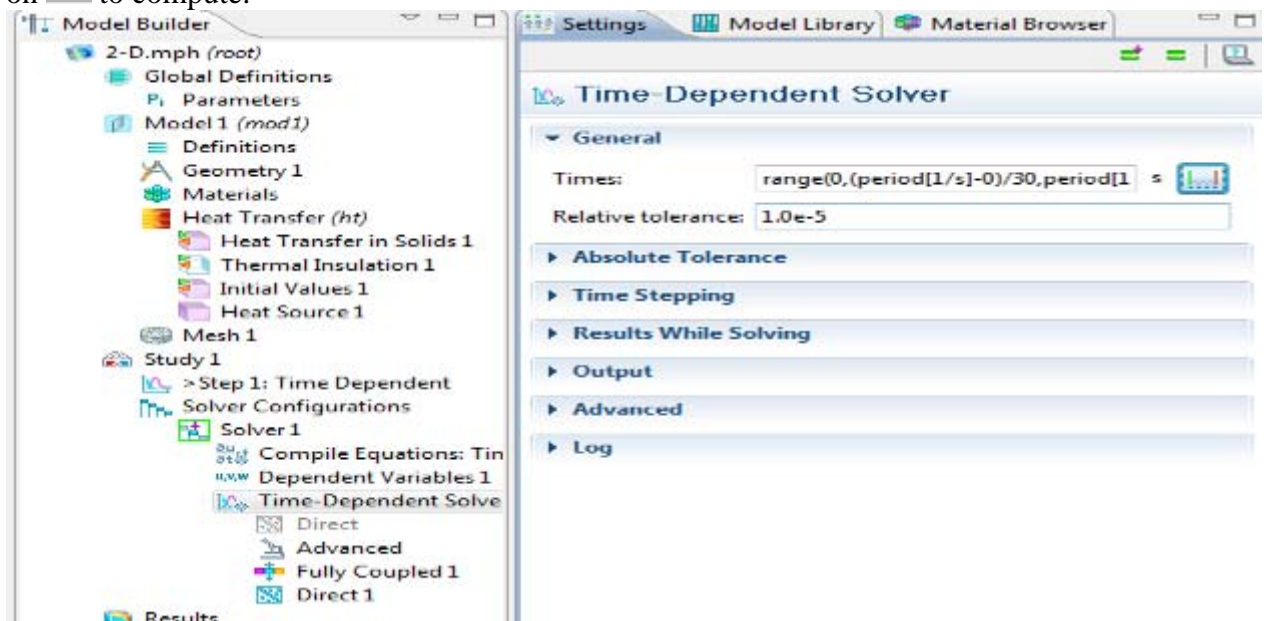 on to compute.
Model Builder
2-D.mph (root)
Global Definitions
Pi Parameters
Model 1 (mod1)
Definitions
Geometry 1
Materials
Heat Transfer (ht)
Heat Transfer in Solids 1
Thermal Insulation 1
Initial Values 1
Heat Source 1
Mesh 1
Study 1
> Step 1: Time Dependent
Solver Configurations
Solver 1
Compile Equations: Tin
u,v,w Dependent Variables 1
Time-Dependent Solve
Direct
Advanced
Fully Coupled 1
Direct 1
Results
Settings Model Library Material Browser
Time-Dependent Solver
General
Times: range(0,(period[1/s]-0)/30,period[1 s
Relative tolerance: 1.0e-5
Absolute Tolerance
Time Stepping
Results While Solving
Output
Advanced
Log